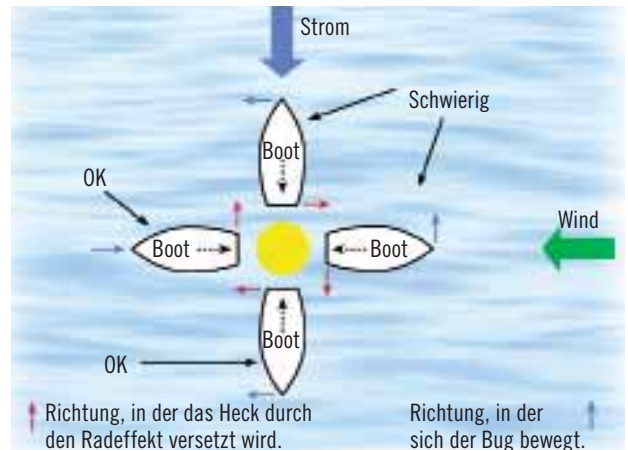 Strom
Schwierig
Boot
OK
Wind
Boot
Boot
Boot
OK
Richtung, in der das Heck durch
den Radeffekt versetzt wird.
Richtung, in der
sich der Bug bewegt.